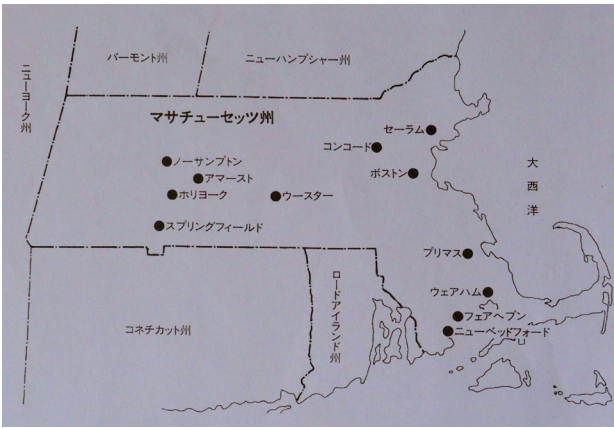 バーモント州
ニューハンプシャー州
ニューヨーク州
マサチューセッツ州
セーラム
コンコード
ボストン
ノーサンプトン
アマースト
ホリヨーク
ウースター
大西洋
スプリングフィールド
プリマス
ウェアハム
フェアヘブン
ニューベッドフォード
ロードアイランド州
コネチカット州